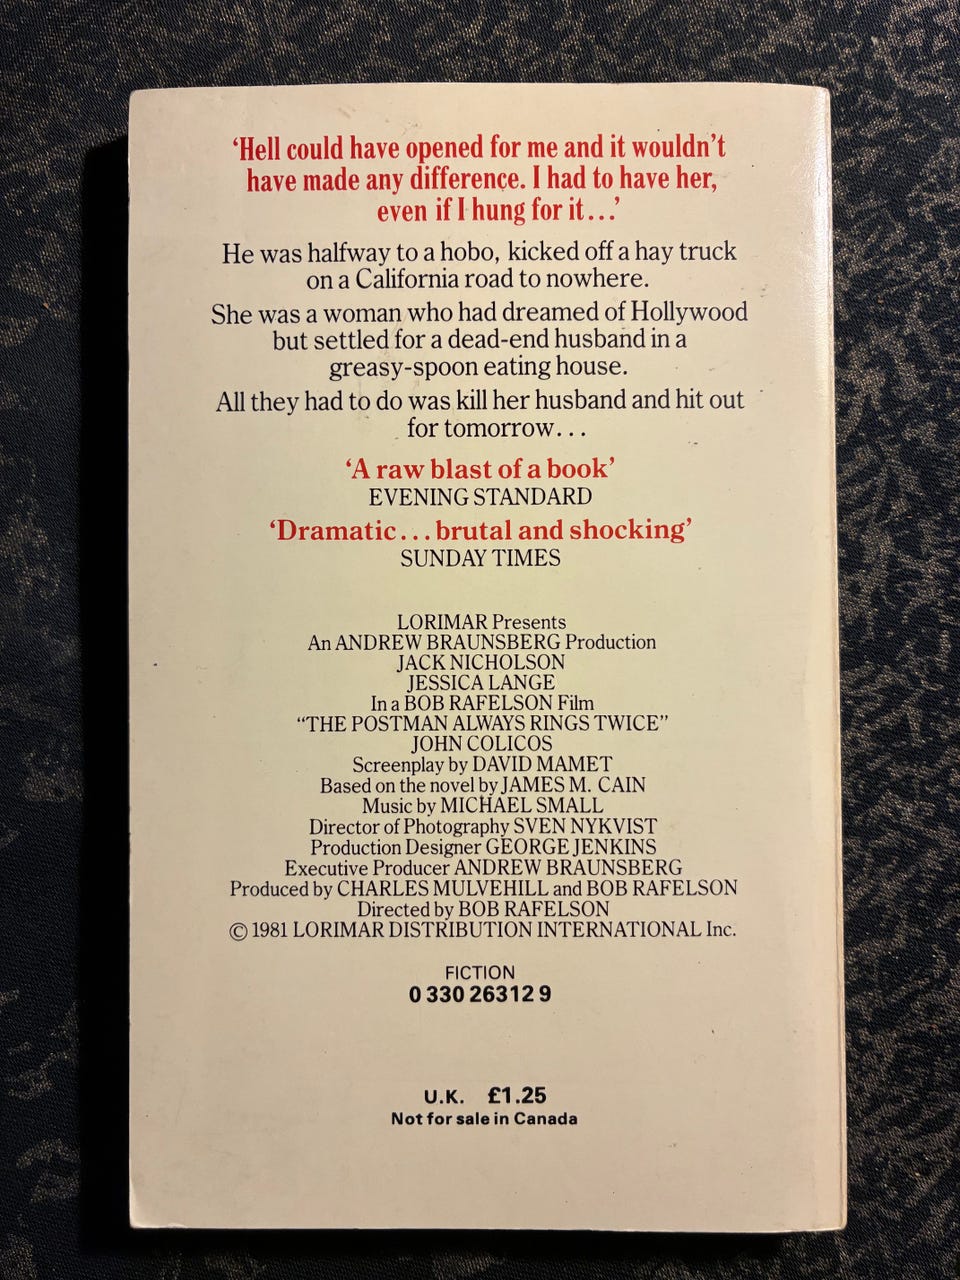 ‘Hell could have opened for me and it wouldn’t
have made any difference. I had to have her,
even if I hung for it...’
He was halfway to a hobo, kicked off a hay truck
on a California road to nowhere.
She was a woman who had dreamed of Hollywood
but settled for a dead-end husband in a
greasy-spoon eating house.
All they had to do was kill her husband and hit out
for tomorrow...
‘A raw blast of a book’
EVENING STANDARD
‘Dramatic...brutal and shocking’
SUNDAY TIMES
LORIMAR Presents
An ANDREW BRAUNSBERG Production
JACK NICHOLSON
JESSICA LANGE
In a BOB RAFELSON Film
“THE POSTMAN ALWAYS RINGS TWICE”
JOHN COLICOS
Screenplay by DAVID MAMET
Based on the novel by JAMES M. CAIN
Music by MICHAEL SMALL
Director of Photography SVEN NYKVIST
Production Designer GEORGE JENKINS
Executive Producer ANDREW BRAUNSBERG
Produced by CHARLES MULVEHILL and BOB RAFELSON
Directed by BOB RAFELSON
© 1981 LORIMAR DISTRIBUTION INTERNATIONAL Inc.
FICTION
0 330 26312 9
U.K. £1.25
Not for sale in Canada